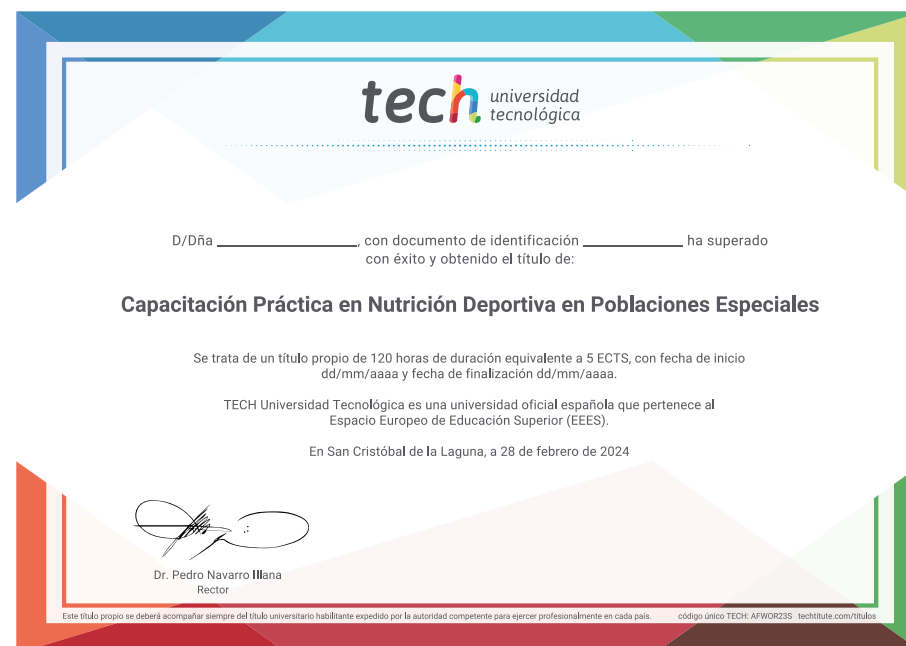 tech universidad
tecnológica
D/Dña ____________________, con documento de identificación ______________ ha superado
con éxito y obtenido el título de:
Capacitación Práctica en Nutrición Deportiva en Poblaciones Especiales
Se trata de un título propio de 120 horas de duración equivalente a 5 ECTS, con fecha de inicio
dd/mm/aaaa y fecha de finalización dd/mm/aaaa.
TECH Universidad Tecnológica es una universidad oficial española que pertenece al
Espacio Europeo de Educación Superior (EEES).
En San Cristóbal de la Laguna, a 28 de febrero de 2024
Dr. Pedro Navarro Illana
Rector
Este título propio se deberá acompañar siempre del título universitario habilitante expedido por la autoridad competente para ejercer profesionalmente en cada país. código único TECH: AFWOR23S techtitute.com/titulos